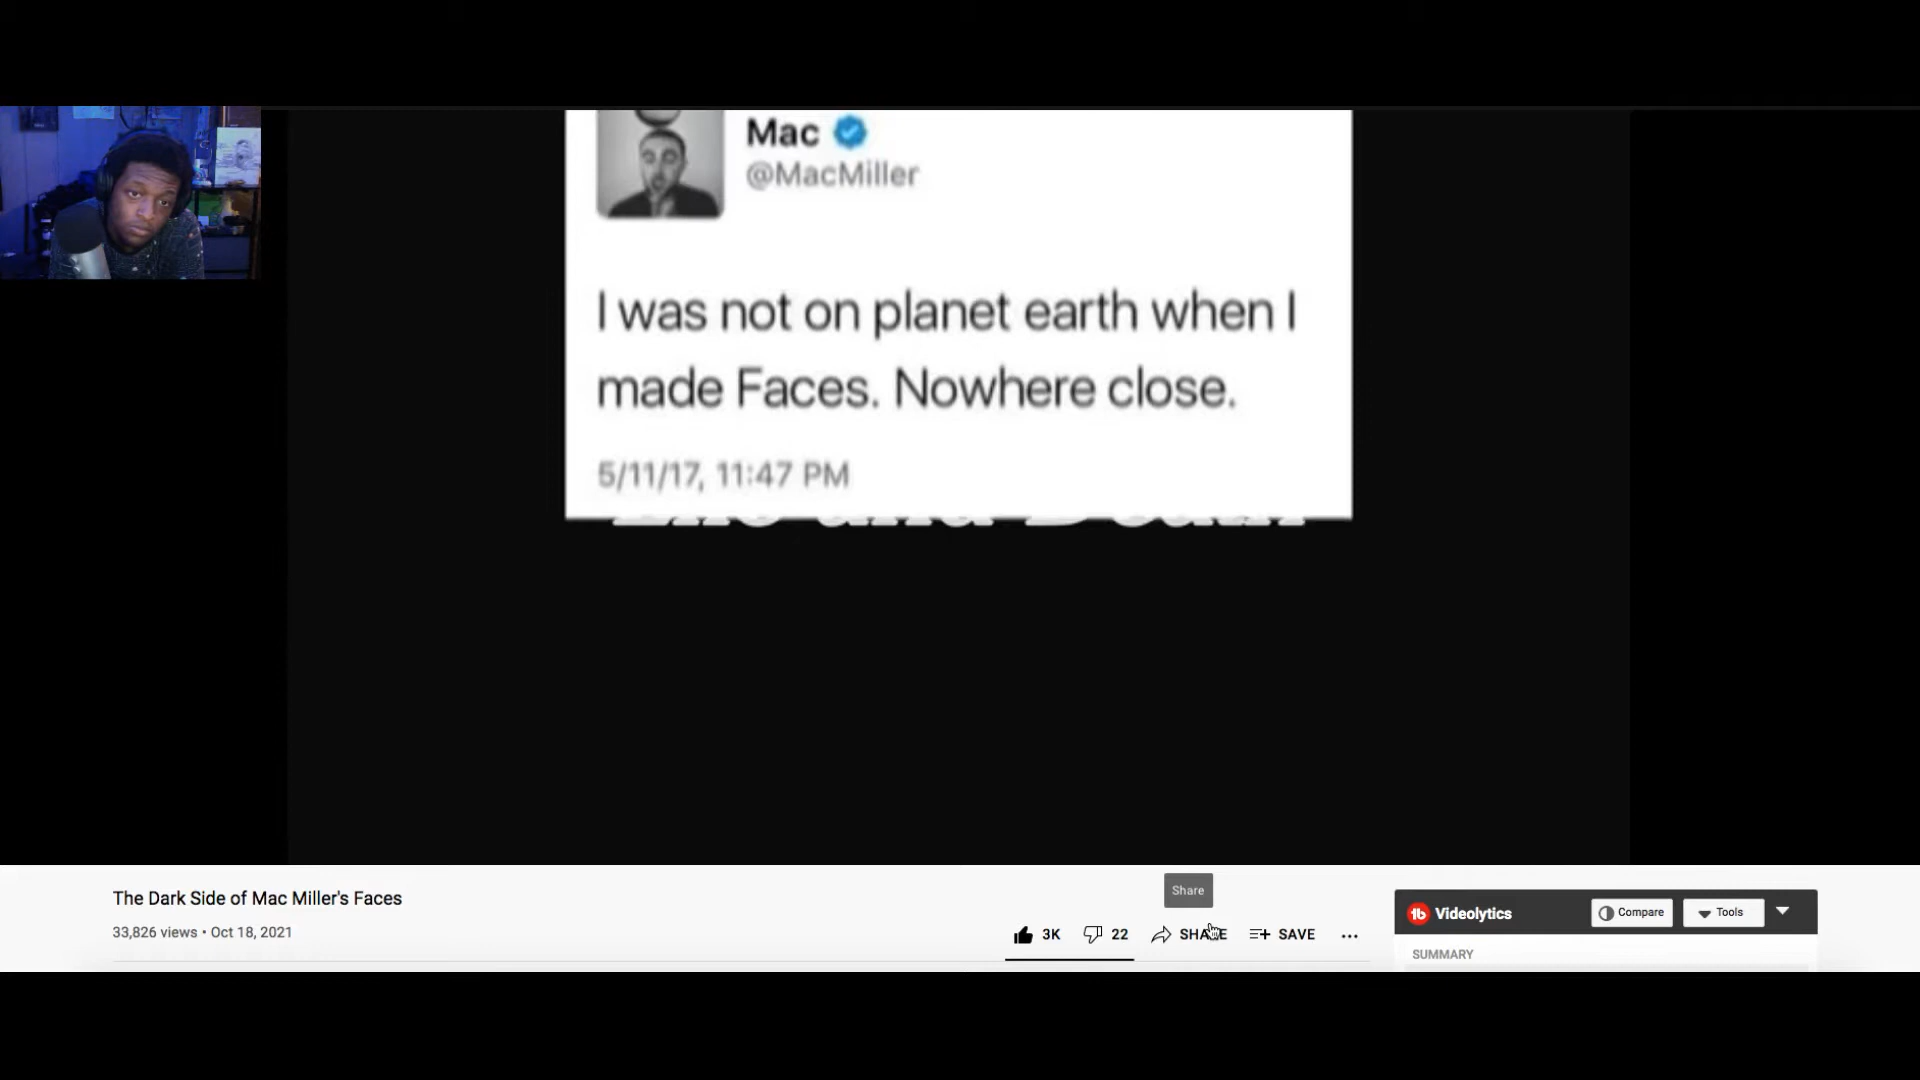 Mac
@MacMiller
I was not on planet earth when I
made Faces. Nowhere close.
5/11/17, 11:47 PM
The Dark Side of Mac Miller's Faces
33,826 views • Oct 18, 2021
Share
3K 22 SHARE SAVE
Videolytics Compare Tools
SUMMARY